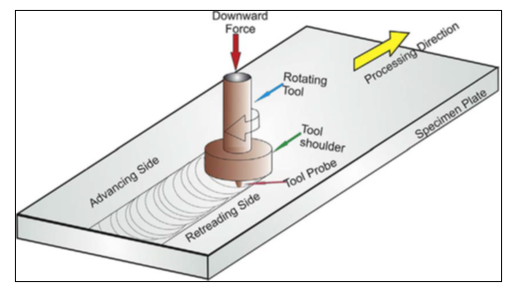 Downward
Force
Processing Direction
Rotating
Tool
Tool
shoulder
Specimen Plate
Tool Probe
Advancing Side
Retreading Side